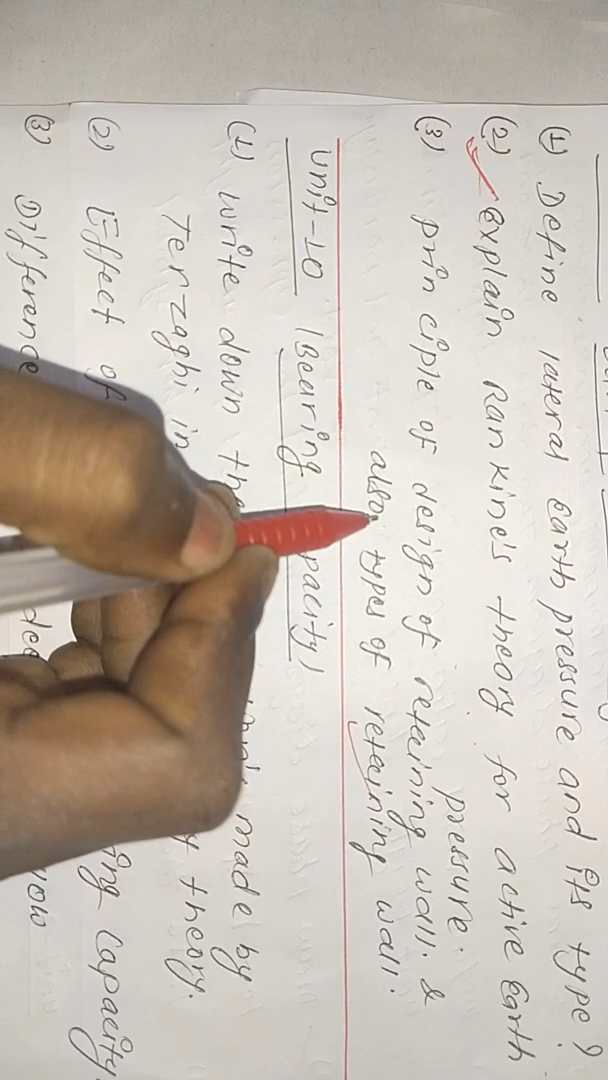 (1) Define lateral Earth pressure and its type?
(2) Explain Rankine's theory for active Earth
pressure.
(3) principle of design of retaining wall. &
also types of retaining wall.
Unit-10 (Bearing
(1) write down the made by
Terzaghi in theory.
(2) Effect of Capacity.
(3) Difference